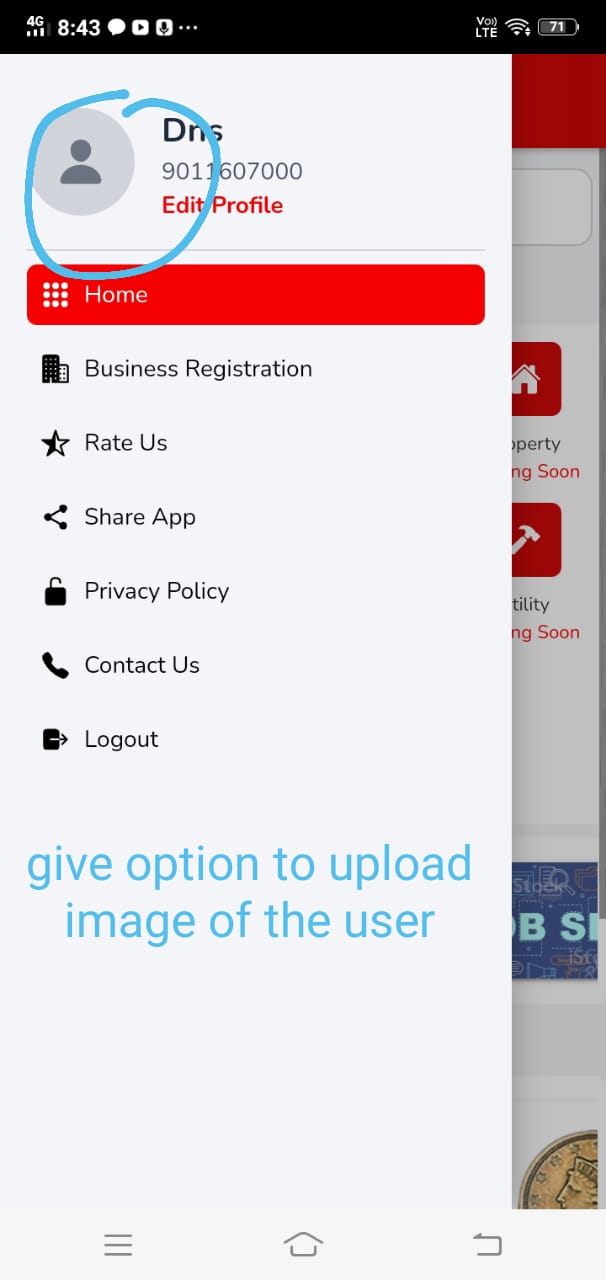 4G 8:43 Vo)) LTE 71
Dns
9011607000
Edit Profile
Home
Business Registration
operty
Rate Us
ng Soon
Share App
tility
Privacy Policy
ng Soon
Contact Us
Logout
give option to upload
image of the user
Stock
OB SE
iSto